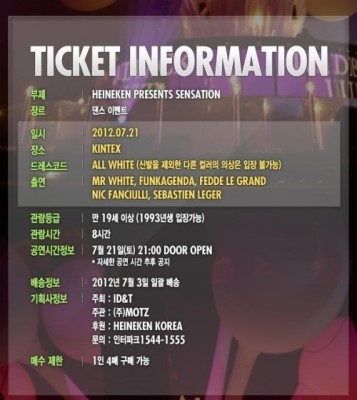 TICKET INFORMATION
부제 HEINEKEN PRESENTS SENSATION
장르 댄스 이벤트
일시 2012.07.21
장소 KINTEX
드레스코드 ALL WHITE (신발을 제외한 다른 컬러의 의상은 입장 불가능)
출연 MR WHITE, FUNKAGENDA, FEDDE LE GRAND
NIC FANCIULLI, SEBASTIEN LEGER
관람등급 만 19세 이상 (1993년생 입장가능)
관람시간 8시간
공연시간정보 7월 21일(토) 21:00 DOOR OPEN
* 자세한 공연 시간 추후 공지
배송정보 2012년 7월 3일 일괄 배송
기획사정보 주최 : ID&T
주관 : (주)MOTZ
후원 : HEINEKEN KOREA
문의 : 인터파크1544-1555
매수 제한 1인 4매 구매 가능